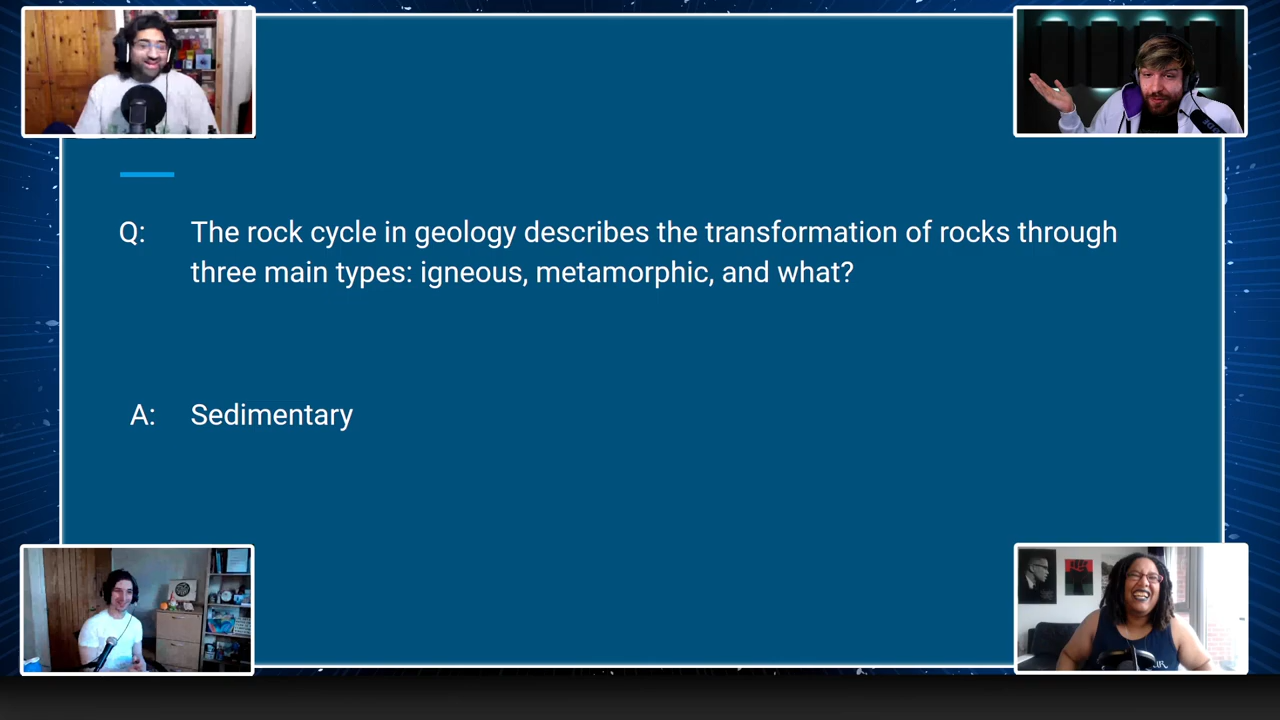 Q: The rock cycle in geology describes the transformation of rocks through
three main types: igneous, metamorphic, and what?
A: Sedimentary